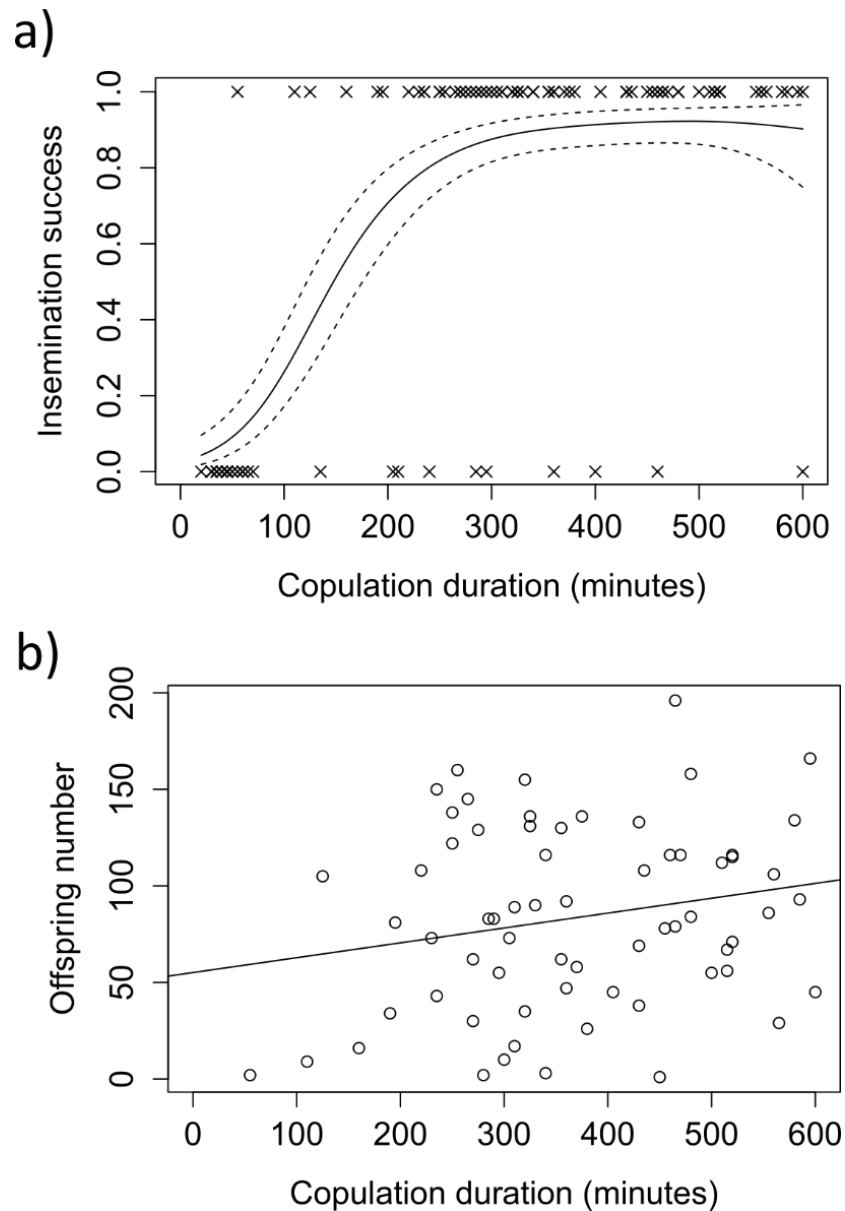 a)
Insemination success
1.0
0.8
0.6
0.4
0.2
0.0
0 100 200 300 400 500 600
Copulation duration (minutes)
b)
Offspring number
200
150
100
50
0
0 100 200 300 400 500 600
Copulation duration (minutes)